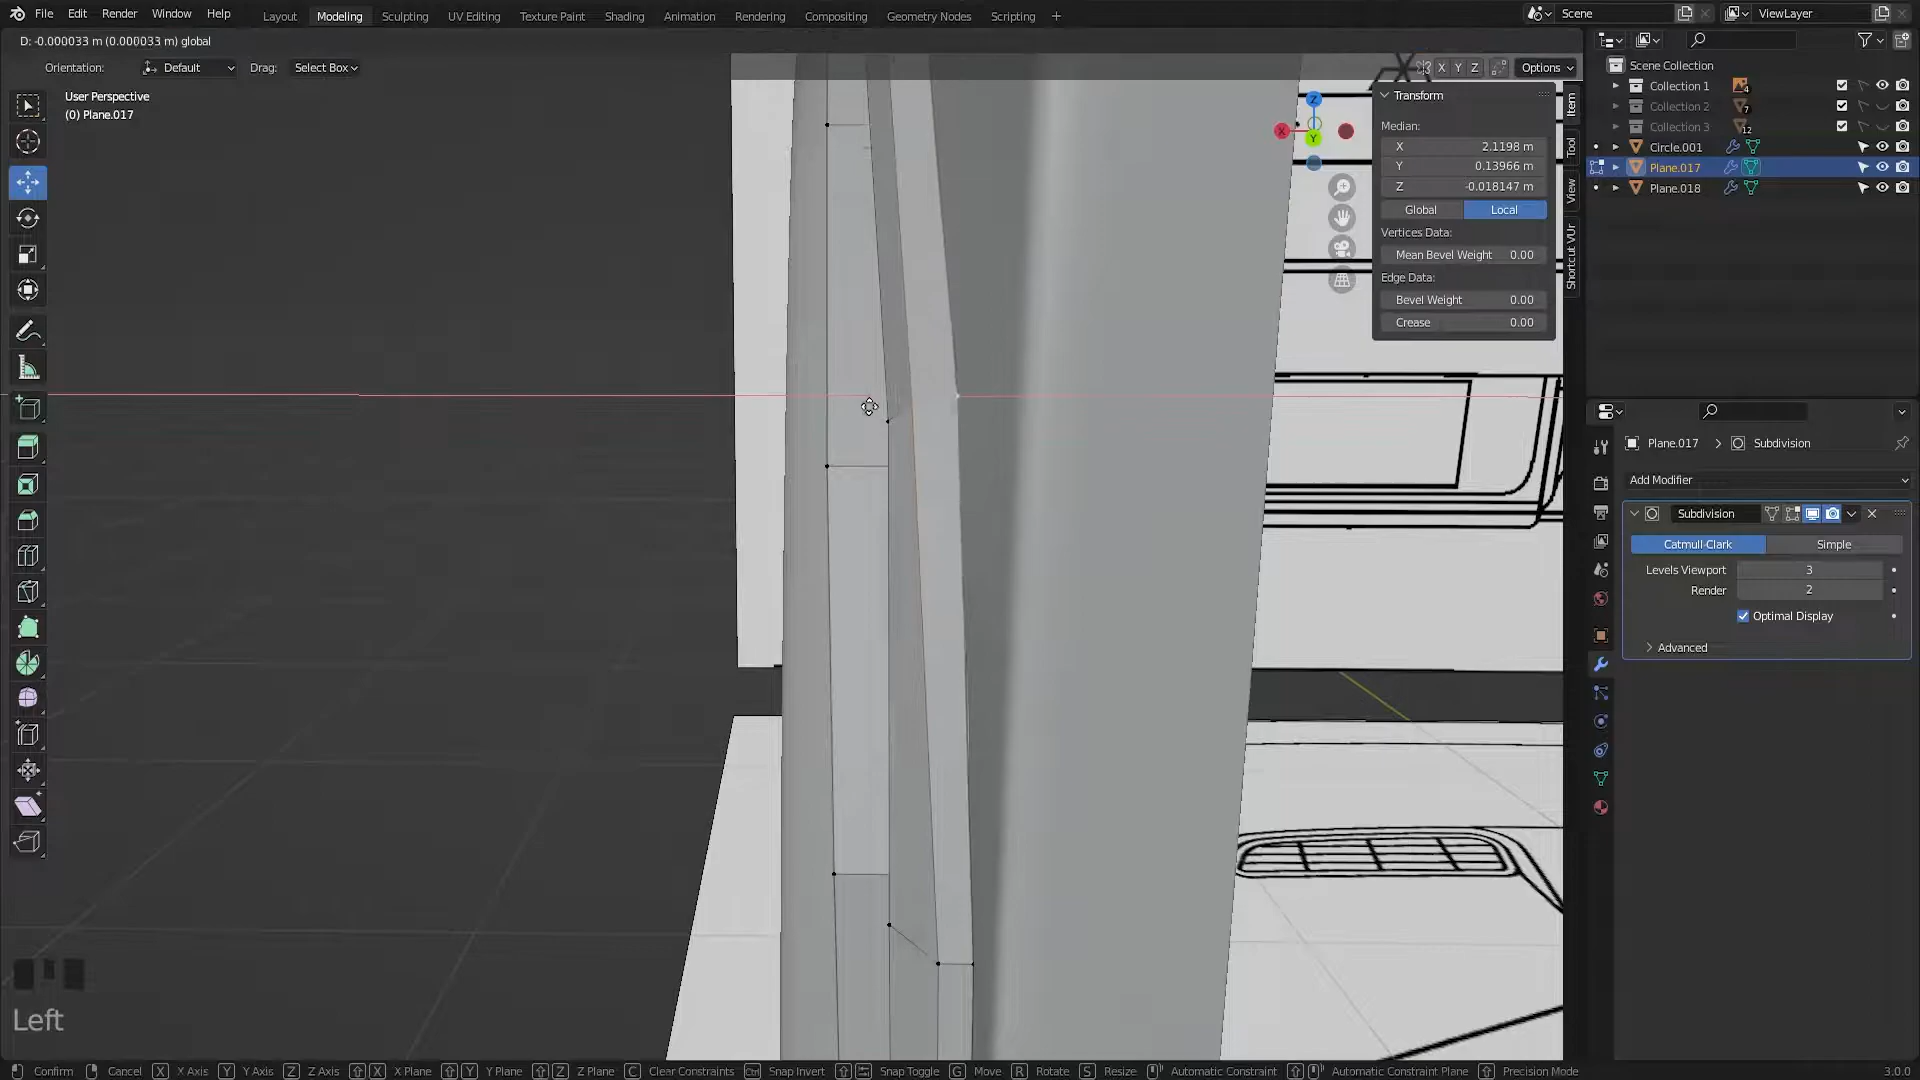 File Edit Render Window Help
Layout Modeling Sculpting UV Editing Texture Paint Shading Animation Rendering Compositing Geometry Nodes Scripting +
Scene
ViewLayer
D: -0.000033 m (0.000033 m) global
Orientation: Default Drag: Select Box
X Y Z Options
User Perspective
(0) Plane.017
Z
X
Y
Transform
Median:
X 2.1198 m
Y 0.13966 m
Z -0.018147 m
Global Local
Vertices Data:
Mean Bevel Weight 0.00
Edge Data:
Bevel Weight 0.00
Crease 0.00
Item
Tool
View
Shortcut VUr
Scene Collection
Collection 1 4
Collection 2 7
Collection 3 12
Circle.001
Plane.017
Plane.018
Plane.017 > Subdivision
Add Modifier
Subdivision
Catmull-Clark Simple
Levels Viewport 3
Render 2
Optimal Display
Advanced
Left
Confirm Cancel X X Axis Y Y Axis Z Z Axis X X Plane Y Y Plane Z Z Plane C Clear Constraints Ctrl Snap Invert Snap Toggle G Move R Rotate S Resize Automatic Constraint Automatic Constraint Plane Precision Mode
3.0.0